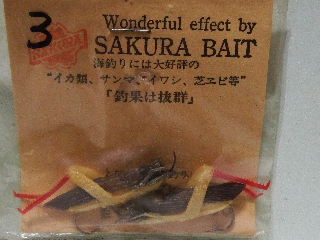 3
Wonderful effect by
SAKURA BAIT
海釣りには大好評の
“イカ類、サンマ、イワシ、芝エビ等”
「釣果は抜群」